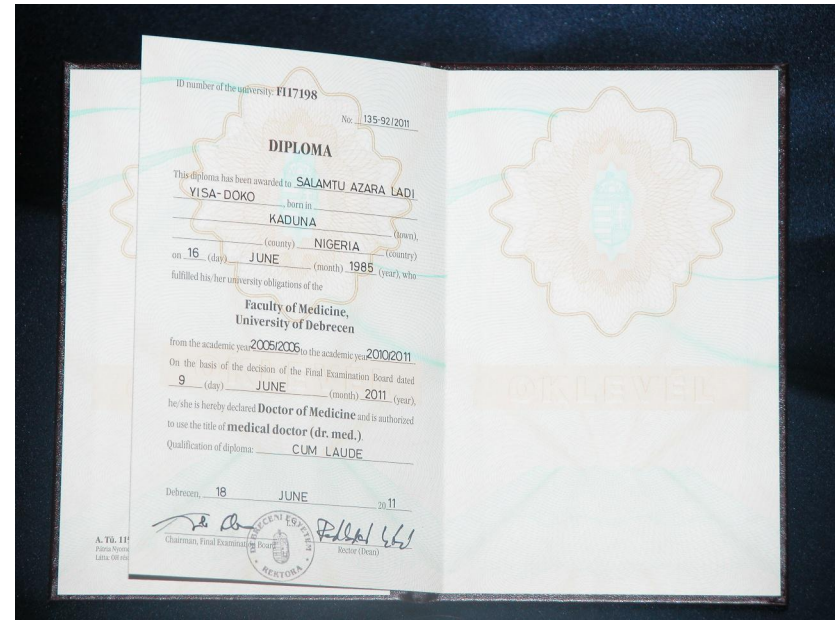 ID number of the university: FI17198
No: 135-92/2011
DIPLOMA
This diploma has been awarded to SALAMTU AZARA LADI
YISA-DOKO, born in
KADUNA (town),
(county) NIGERIA (country)
on 16 (day) JUNE (month) 1985 (year), who
fulfilled his/her university obligations of the
Faculty of Medicine,
University of Debrecen
from the academic year 2005/2006 to the academic year 2010/2011
On the basis of the decision of the Final Examination Board dated
9 (day) JUNE (month) 2011 (year),
he/she is hereby declared Doctor of Medicine and is authorized
to use the title of medical doctor (dr. med.).
Qualification of diploma: CUM LAUDE
Debrecen, 18 JUNE 2011
Chairman, Final Examination Board
Rector (Dean)
DEBRECENI EGYETEM
REKTORA
A. Tü. 11
Pátria Nyom
OKLEVÉL